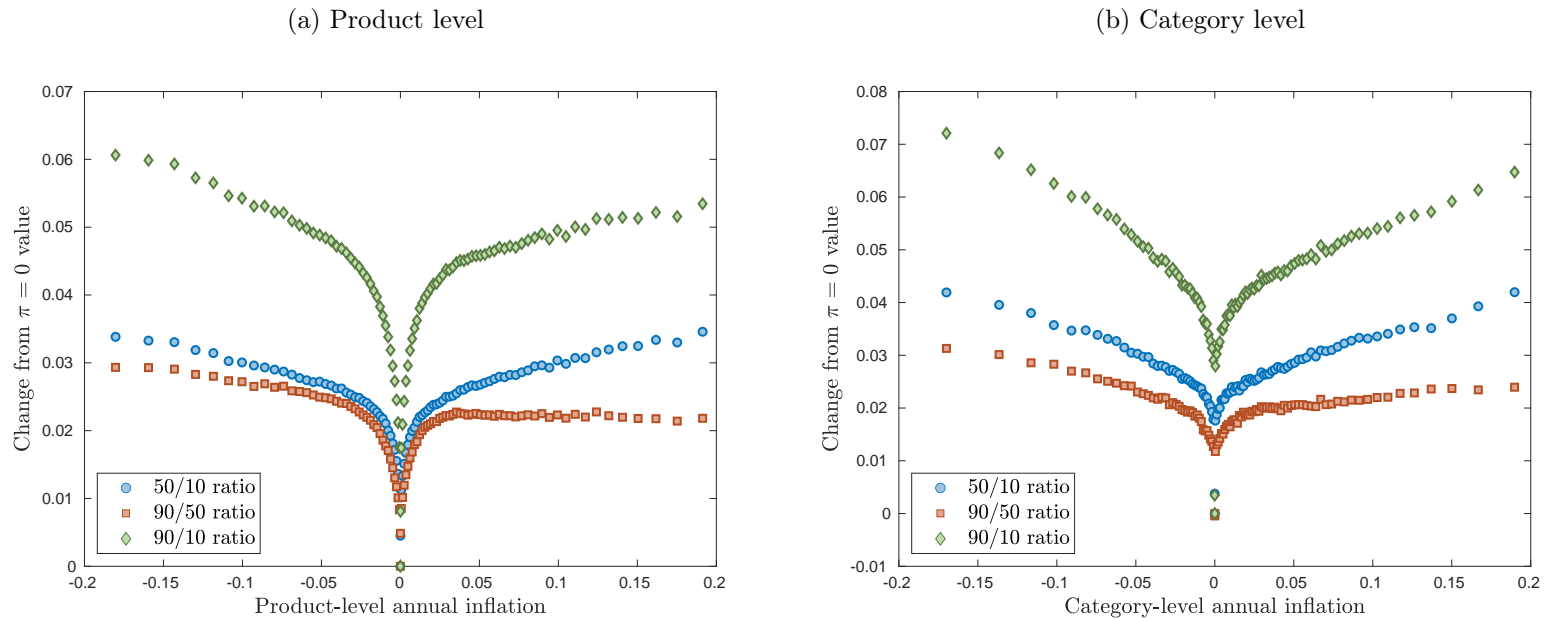 (a) Product level
Change from π = 0 value
0.07
0.06
0.05
0.04
0.03
0.02
0.01
0
50/10 ratio
90/50 ratio
90/10 ratio
-0.2 -0.15 -0.1 -0.05 0 0.05 0.1 0.15 0.2
Product-level annual inflation
(b) Category level
Change from π = 0 value
0.08
0.07
0.06
0.05
0.04
0.03
0.02
0.01
0
-0.01
50/10 ratio
90/50 ratio
90/10 ratio
-0.2 -0.15 -0.1 -0.05 0 0.05 0.1 0.15 0.2
Category-level annual inflation